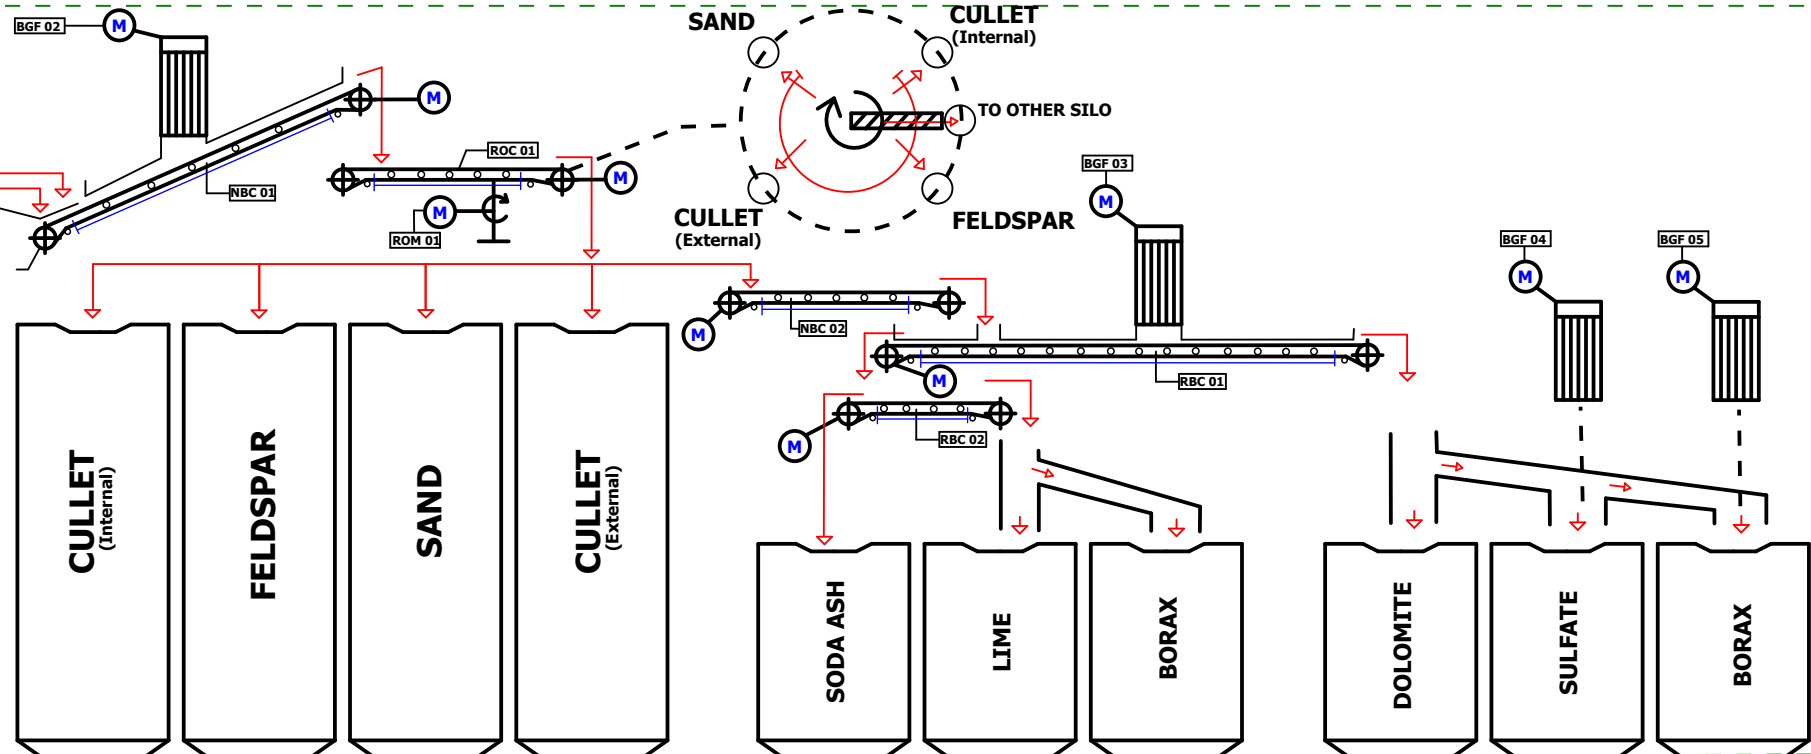 BGF 02
M
SAND
CULLET
(Internal)
M
TO OTHER SILO
ROC 01
M
BGF 03
NBC 01
M
ROM 01
M
CULLET
(External)
FELDSPAR
BGF 04
BGF 05
M
M
NBC 02
M
RBC 01
M
RBC 02
M
CULLET
(Internal)
FELDSPAR
SAND
CULLET
(External)
SODA ASH
LIME
BORAX
DOLOMITE
SULFATE
BORAX